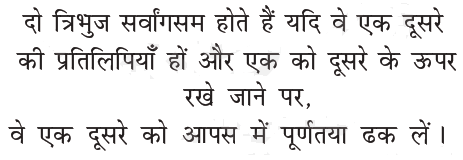 दो त्रिभुज सर्वांगसम होते हैं यदि वे एक दूसरे
की प्रतिलिपियाँ हों और एक को दूसरे के ऊपर
रखे जाने पर,
वे एक दूसरे को आपस में पूर्णतया ढक लें ।